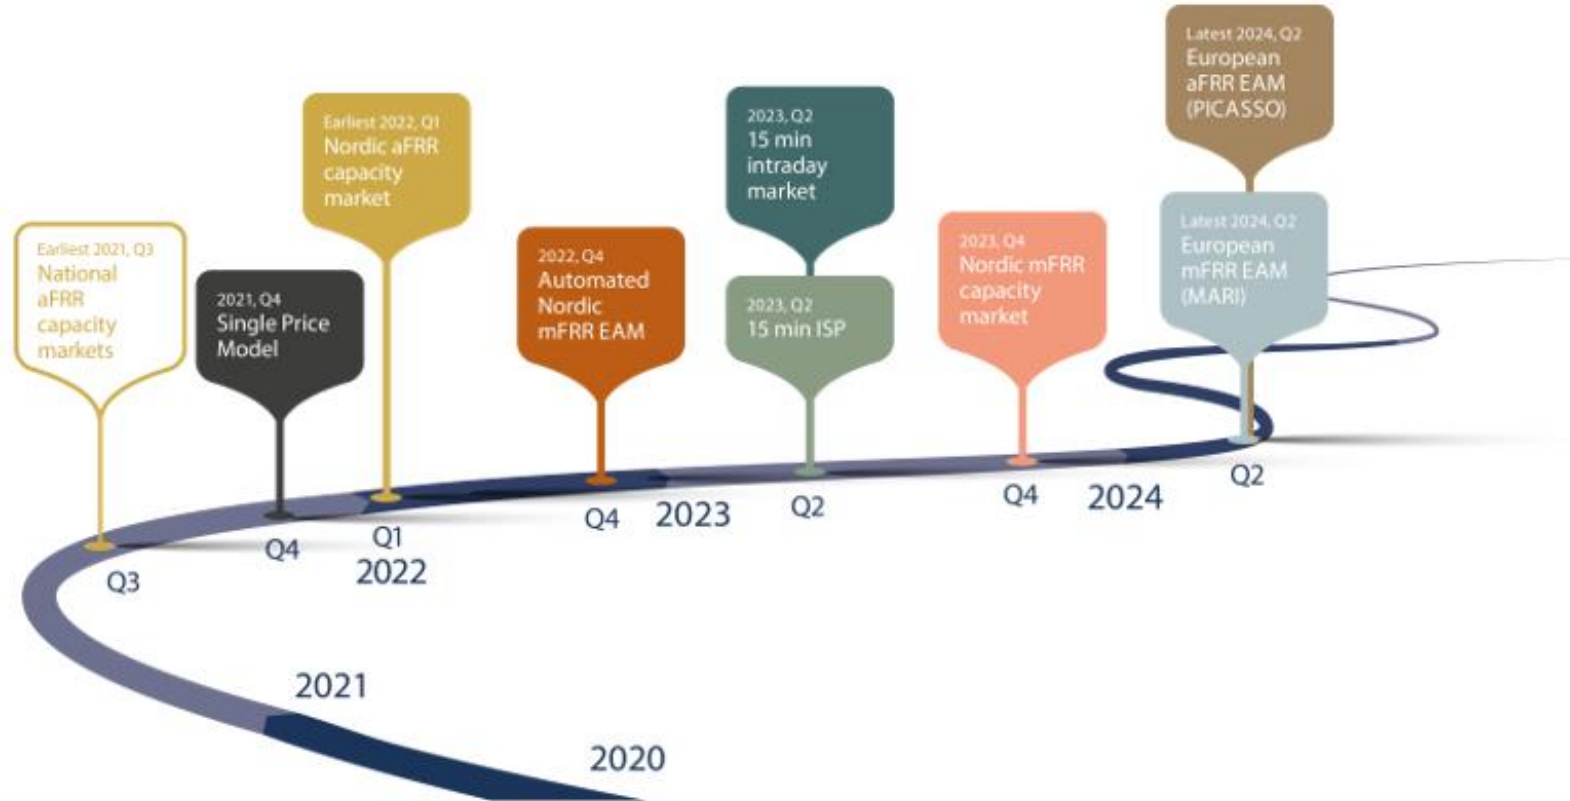 Earliest 2021, Q3
National
aFRR
capacity
markets
2021, Q4
Single Price
Model
Earliest 2022, Q1
Nordic aFRR
capacity
market
2022, Q4
Automated
Nordic
mFRR EAM
2023, Q2
15 min
intraday
market
2023, Q2
15 min ISP
2023, Q4
Nordic mFRR
capacity
market
Latest 2024, Q2
European
aFRR EAM
(PICASSO)
Latest 2024, Q2
European
mFRR EAM
(MARI)
Q3
Q4
Q1
2022
Q4
2023
Q2
Q4
2024
Q2
2021
2020